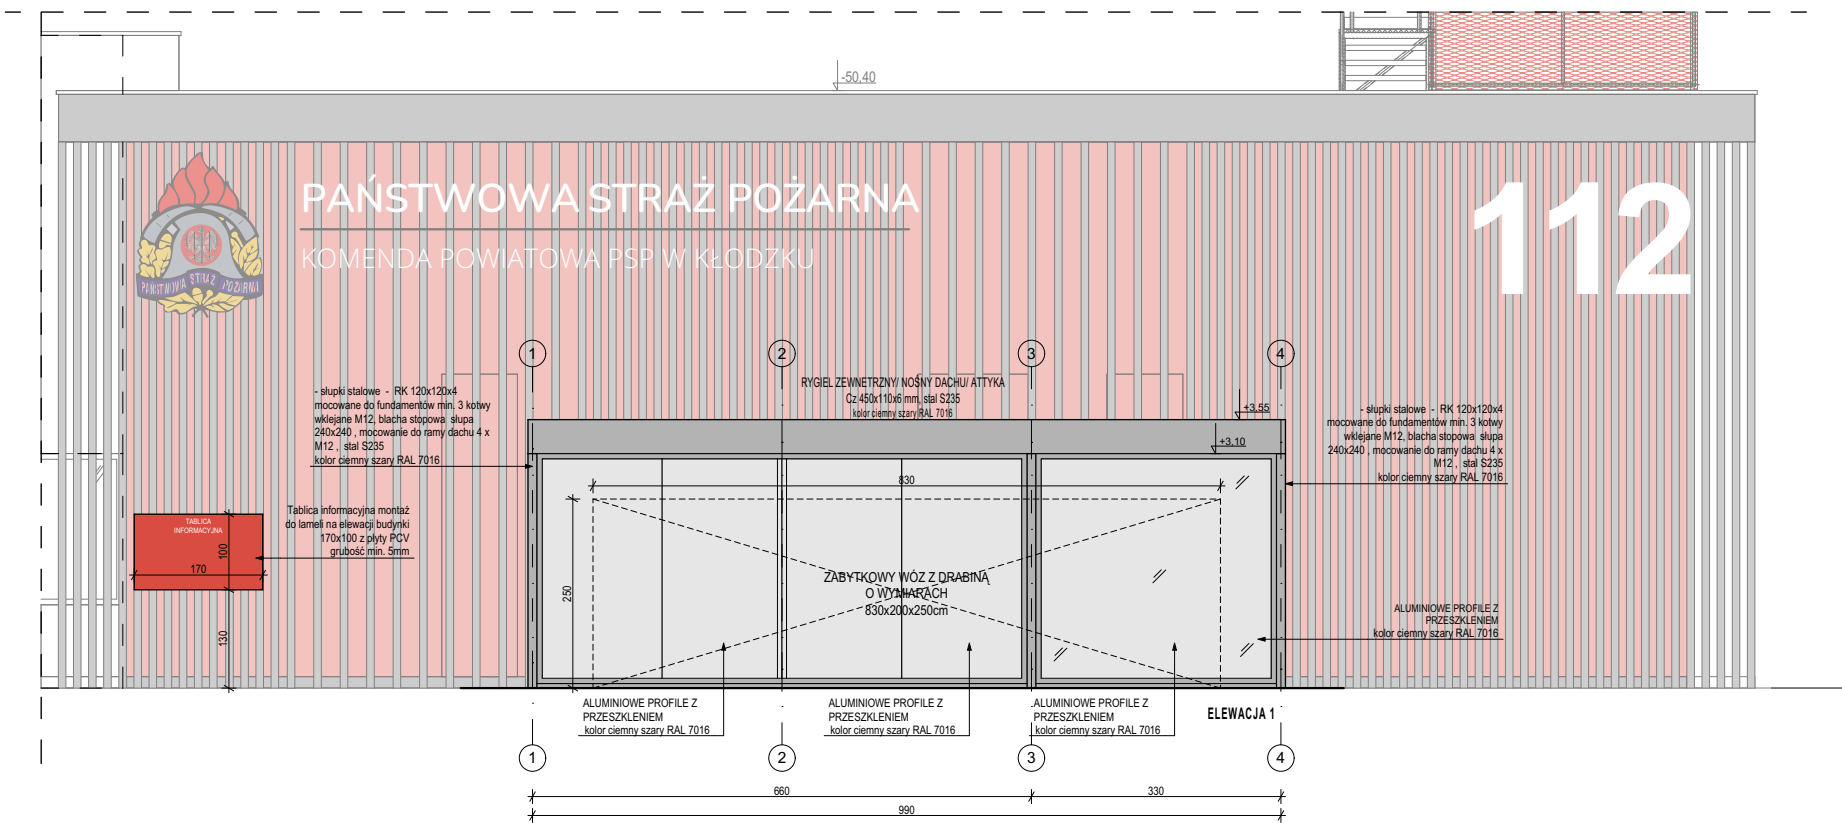 -50,40
PAŃSTWOWA STRAŻ POŻARNA
KOMENDA POWIATOWA PSP W KŁODZKU
PAŃSTWOWA STRAŻ POŻARNA
112
1
2
3
4
RYGIEL ZEWNETRZNY/ NOŚNY DACHU/ ATTYKA
Cz 450x110x6 mm, stal S235
kolor ciemny szary RAL 7016
+3,55
+3,10
- słupki stalowe - RK 120x120x4
mocowane do fundamentów min. 3 kotwy
wklejane M12, blacha stopowa słupa
240x240 , mocowanie do ramy dachu 4 x
M12 , stal S235
kolor ciemny szary RAL 7016
- słupki stalowe - RK 120x120x4
mocowane do fundamentów min. 3 kotwy
wklejane M12, blacha stopowa słupa
240x240 , mocowanie do ramy dachu 4 x
M12 , stal S235
kolor ciemny szary RAL 7016
830
250
TABLICA
INFORMACYJNA
100
170
130
Tablica informacyjna montaż
do lameli na elewacji budynki
170x100 z płyty PCV
grubość min. 5mm
ZABYTKOWY WÓZ Z DRABINĄ
O WYMIARACH
830x200x250cm
ALUMINIOWE PROFILE Z
PRZESZKLENIEM
kolor ciemny szary RAL 7016
ALUMINIOWE PROFILE Z
PRZESZKLENIEM
kolor ciemny szary RAL 7016
ALUMINIOWE PROFILE Z
PRZESZKLENIEM
kolor ciemny szary RAL 7016
ALUMINIOWE PROFILE Z
PRZESZKLENIEM
kolor ciemny szary RAL 7016
ELEWACJA 1
1
2
3
4
660
330
990